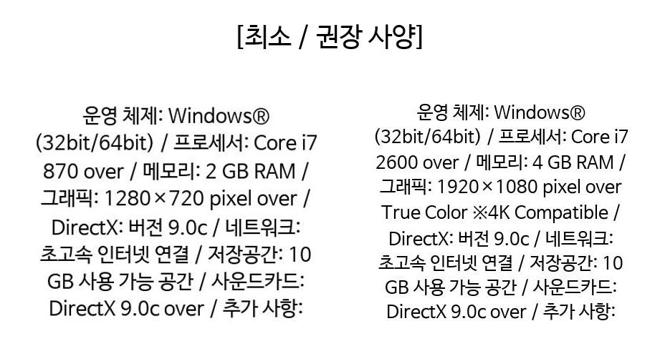 [최소 / 권장 사양]
운영 체제: Windows®
(32bit/64bit) / 프로세서: Core i7
870 over / 메모리: 2 GB RAM /
그래픽: 1280×720 pixel over /
DirectX: 버전 9.0c / 네트워크:
초고속 인터넷 연결 / 저장공간: 10
GB 사용 가능 공간 / 사운드카드:
DirectX 9.0c over / 추가 사항:
운영 체제: Windows®
(32bit/64bit) / 프로세서: Core i7
2600 over / 메모리: 4 GB RAM /
그래픽: 1920×1080 pixel over
True Color ※4K Compatible /
DirectX: 버전 9.0c / 네트워크:
초고속 인터넷 연결 / 저장공간: 10
GB 사용 가능 공간 / 사운드카드:
DirectX 9.0c over / 추가 사항: